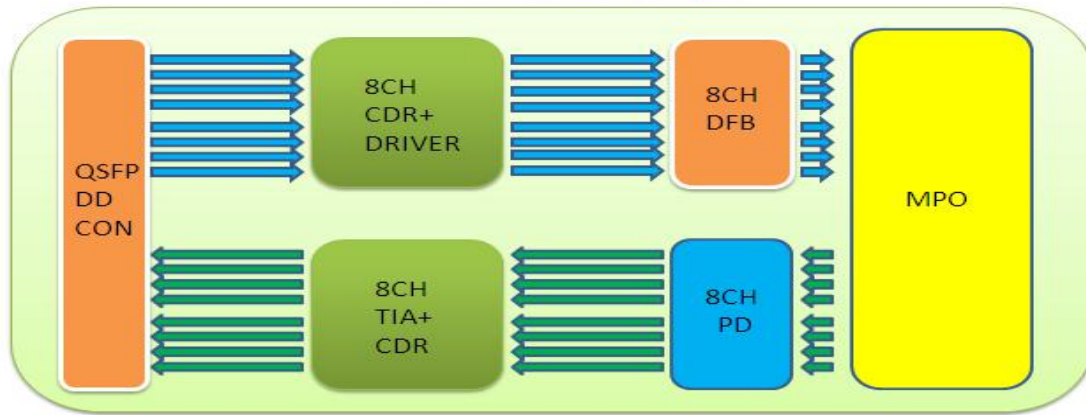 QSFP
DD
CON
8CH
CDR+
DRIVER
8CH
DFB
MPO
8CH
TIA+
CDR
8CH
PD